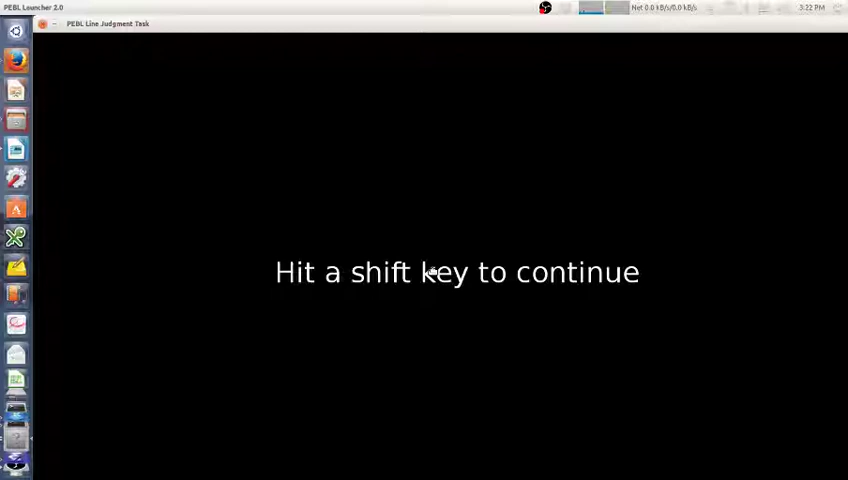 PEBL Launcher 2.0
Net 0.0 kB/s/0.0 kB/s
3:22 PM
PEBL Line Judgment Task
Hit a shift key to continue